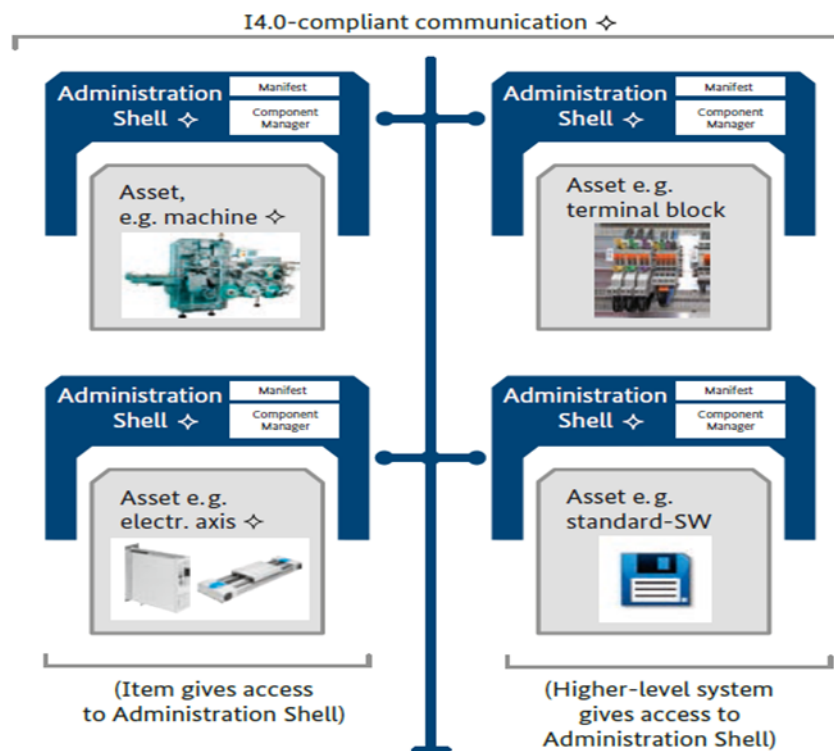 I4.0-compliant communication ✧
Administration
Shell ✧
Manifest
Component
Manager
Asset,
e.g. machine ✧
Administration
Shell ✧
Manifest
Component
Manager
Asset e.g.
terminal block
Administration
Shell ✧
Manifest
Component
Manager
Asset e.g.
electr. axis ✧
Administration
Shell ✧
Manifest
Component
Manager
Asset e.g.
standard-SW
(Item gives access
to Administration Shell)
(Higher-level system
gives access to
Administration Shell)